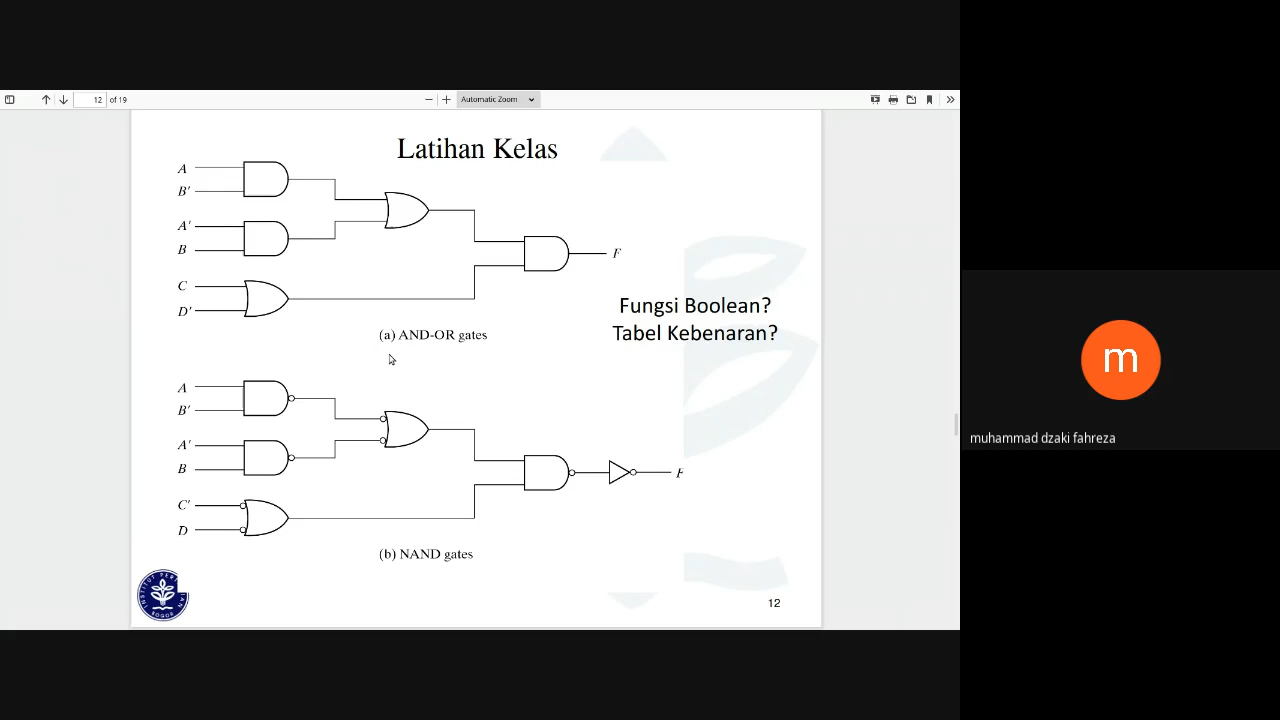 12 of 19
Automatic Zoom
Latihan Kelas
A
B'
A'
B
C
D'
F
(a) AND-OR gates
Fungsi Boolean?
Tabel Kebenaran?
A
B'
A'
B
C'
D
F
(b) NAND gates
12
m
muhammad dzaki fahreza